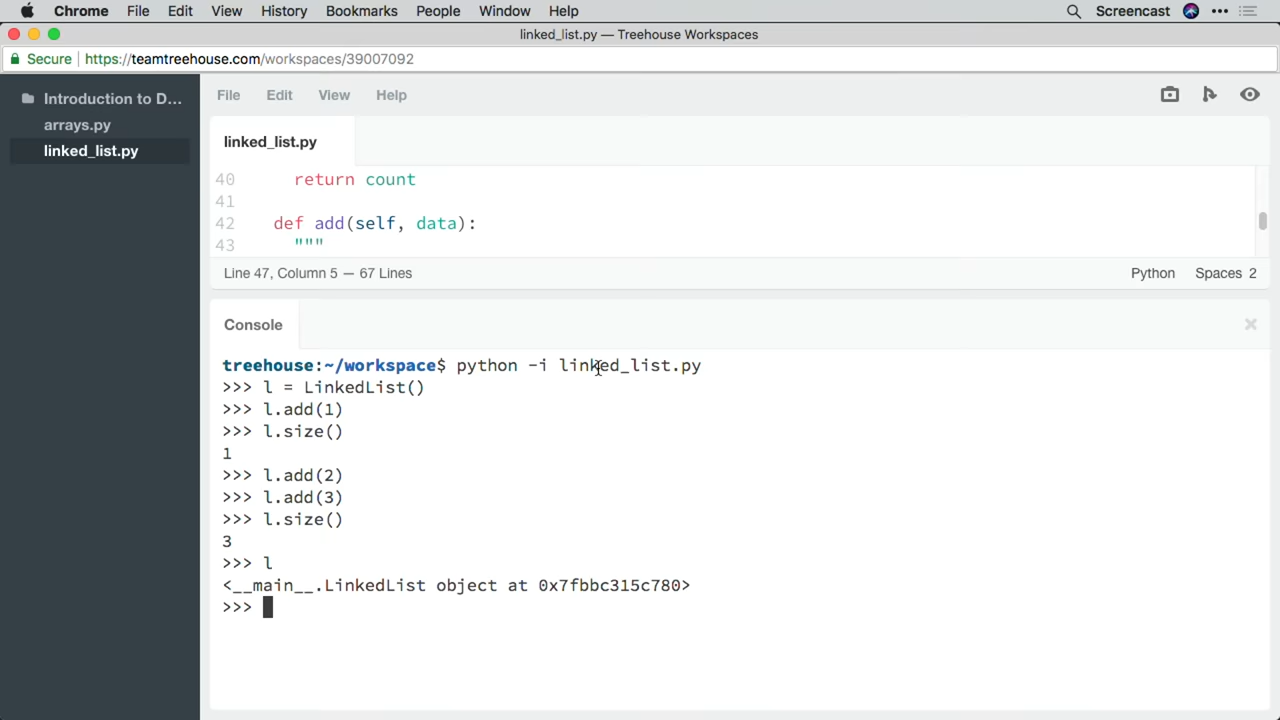 Chrome File Edit View History Bookmarks People Window Help Screencast
linked_list.py — Treehouse Workspaces
Secure https://teamtreehouse.com/workspaces/39007092
Introduction to D...
arrays.py
linked_list.py
File Edit View Help
linked_list.py
40 return count
41
42 def add(self, data):
43 """
Line 47, Column 5 — 67 Lines Python Spaces 2
Console
treehouse:~/workspace$ python -i linked_list.py
>>> l = LinkedList()
>>> l.add(1)
>>> l.size()
1
>>> l.add(2)
>>> l.add(3)
>>> l.size()
3
>>> l
<__main__.LinkedList object at 0x7fbbc315c780>
>>>